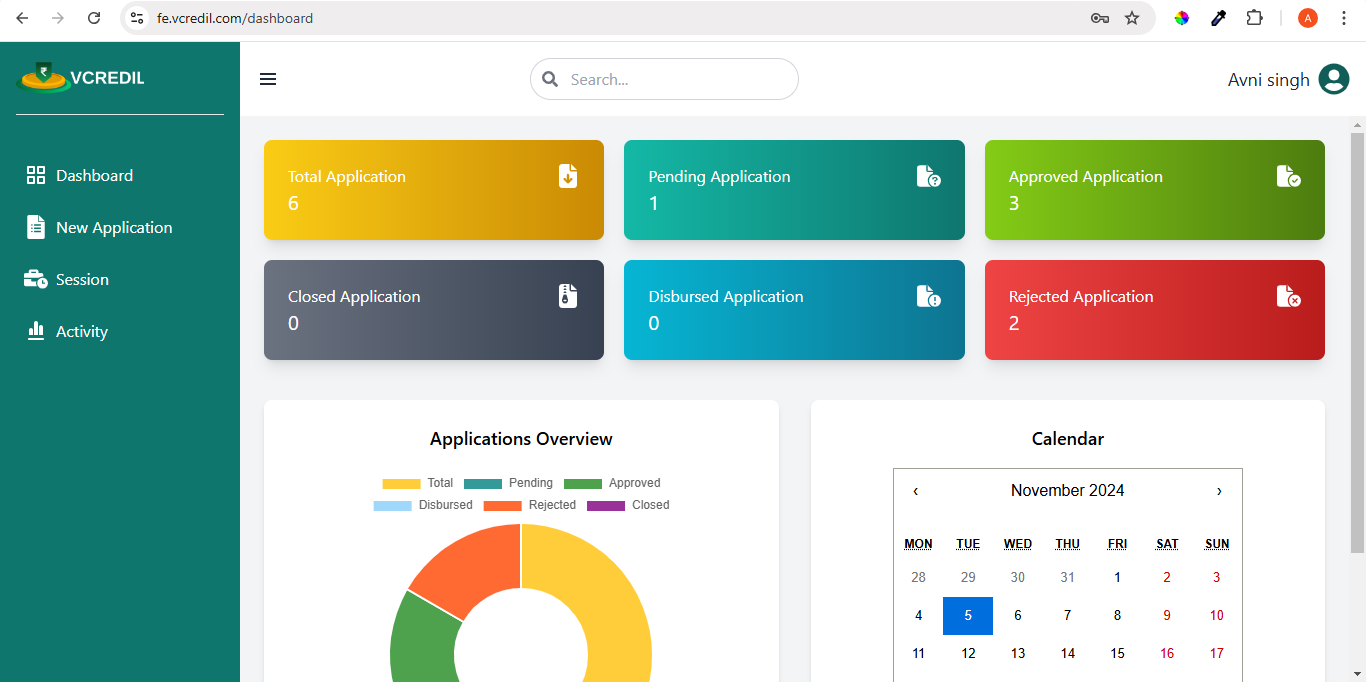 fe.vcredil.com/dashboard
A
VCREDIL
Search...
Avni singh
Dashboard
New Application
Session
Activity
Total Application
6
Pending Application
1
Approved Application
3
Closed Application
0
Disbursed Application
0
Rejected Application
2
Applications Overview
Total Pending Approved
Disbursed Rejected Closed
Calendar
‹ November 2024 ›
MON TUE WED THU FRI SAT SUN
28 29 30 31 1 2 3
4 5 6 7 8 9 10
11 12 13 14 15 16 17